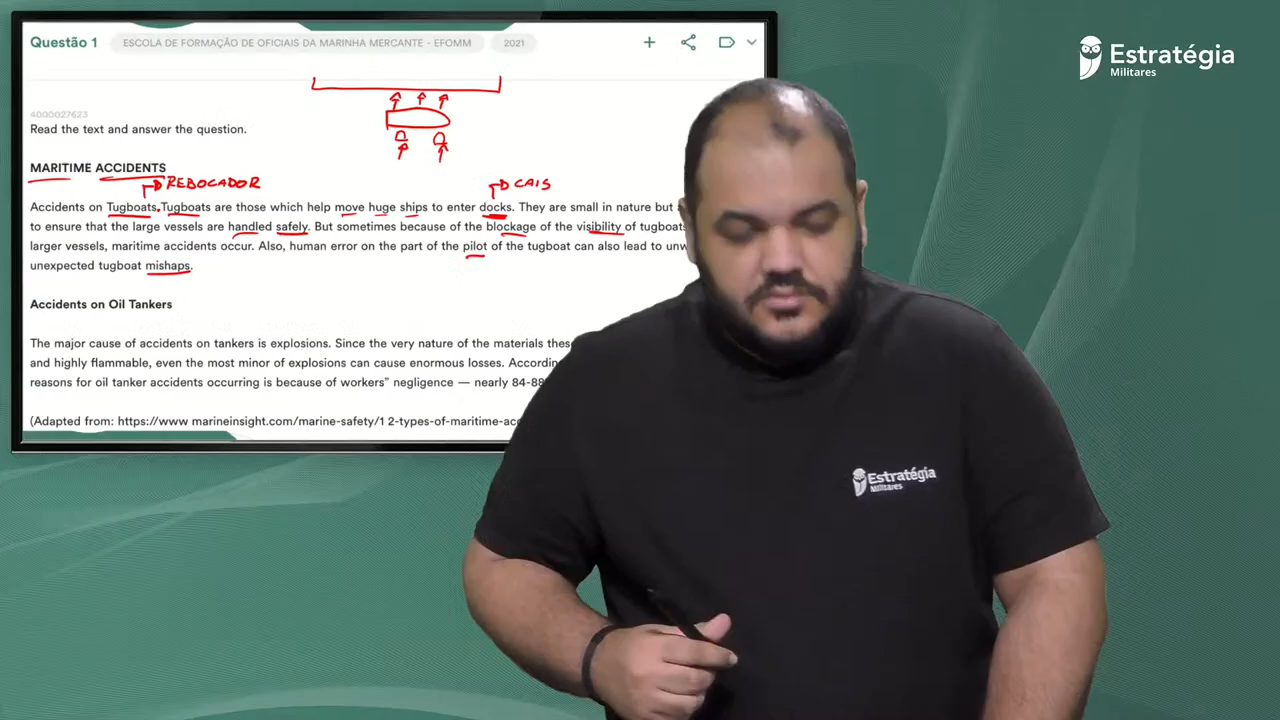 Questão 1 ESCOLA DE FORMAÇÃO DE OFICIAIS DA MARINHA MERCANTE - EFOMM 2021
Estratégia
Militares
4000027623
Read the text and answer the question.
MARITIME ACCIDENTS
REBOCADOR
CAIS
Accidents on Tugboats.Tugboats are those which help move huge ships to enter docks. They are small in nature but
to ensure that the large vessels are handled safely. But sometimes because of the blockage of the visibility of tugboats
larger vessels, maritime accidents occur. Also, human error on the part of the pilot of the tugboat can also lead to
unexpected tugboat mishaps.
Accidents on Oil Tankers
The major cause of accidents on tankers is explosions. Since the very nature of the materials these
and highly flammable, even the most minor of explosions can cause enormous losses.
reasons for oil tanker accidents occurring is because of workers” negligence — nearly
(Adapted from: https://www marineinsight.com/marine-safety/1 2-types-of-maritime-
Estratégia
Militares